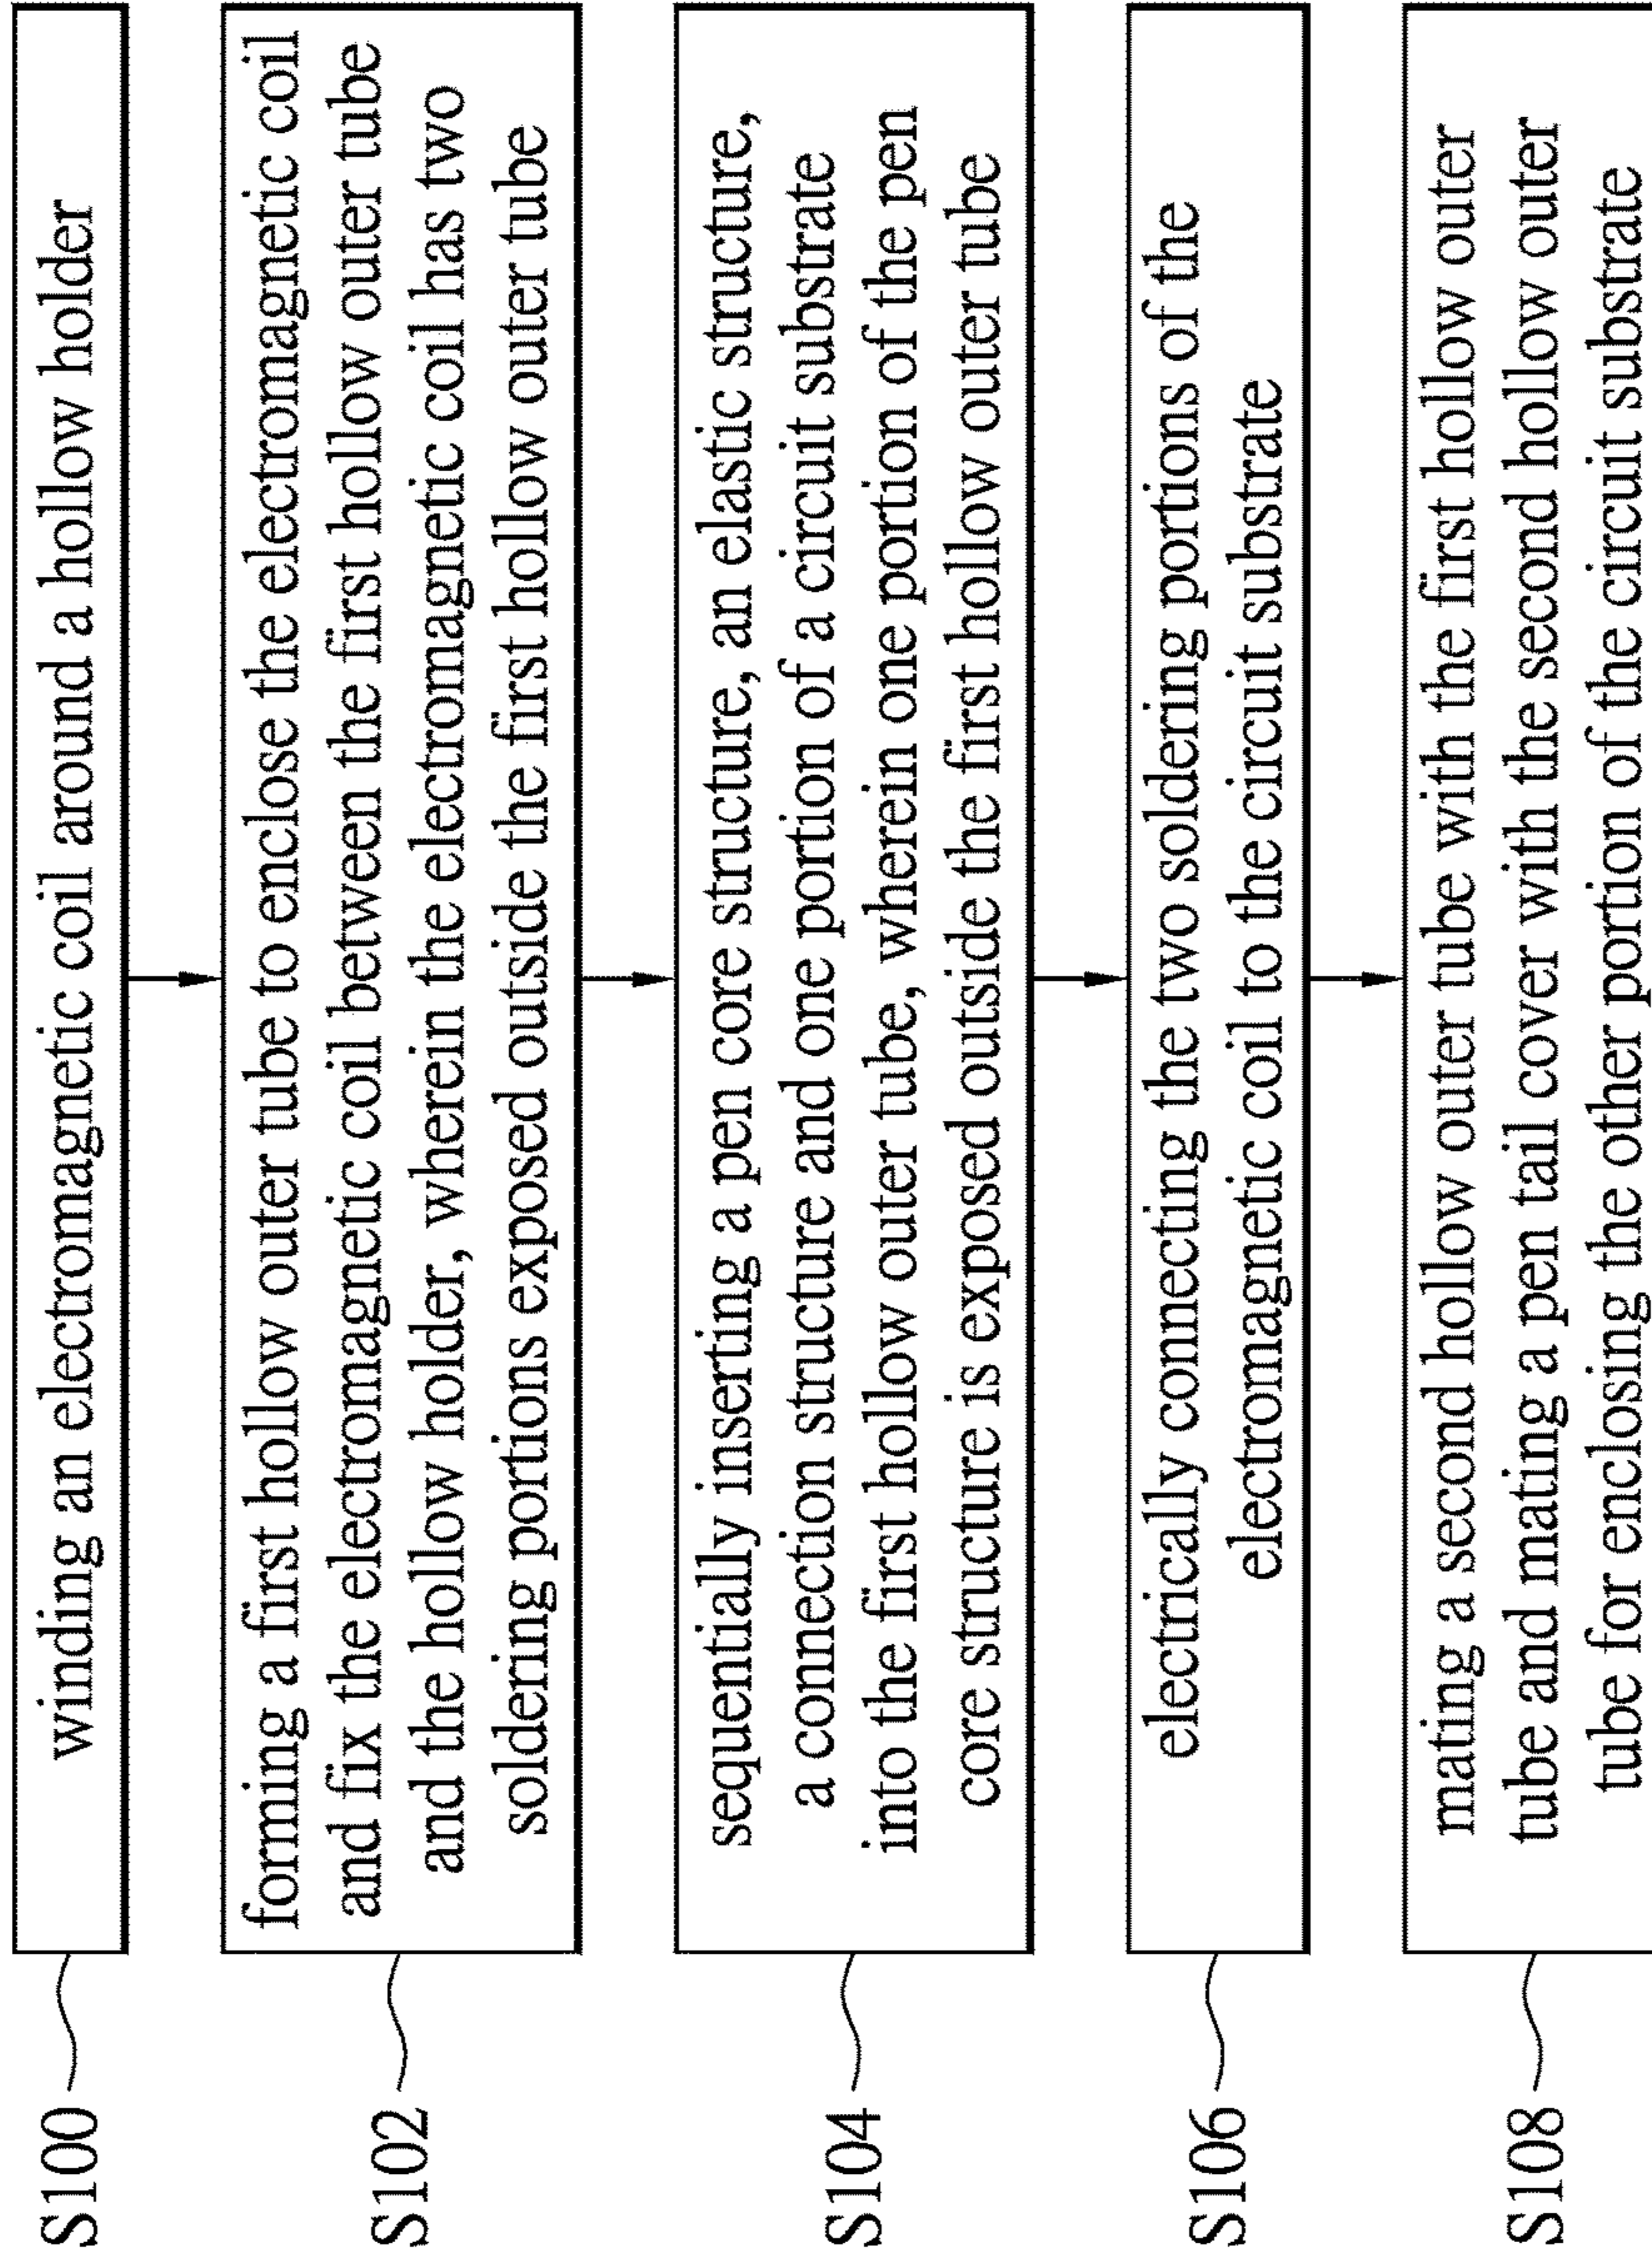 S100
winding an electromagnetic coil around a hollow holder
S102
forming a first hollow outer tube to enclose the electromagnetic coil
and fix the electromagnetic coil between the first hollow outer tube
and the hollow holder, wherein the electromagnetic coil has two
soldering portions exposed outside the first hollow outer tube
S104
sequentially inserting a pen core structure, an elastic structure,
a connection structure and one portion of a circuit substrate
into the first hollow outer tube, wherein one portion of the pen
core structure is exposed outside the first hollow outer tube
S106
electrically connecting the two soldering portions of the
electromagnetic coil to the circuit substrate
S108
mating a second hollow outer tube with the first hollow outer
tube and mating a pen tail cover with the second hollow outer
tube for enclosing the other portion of the circuit substrate